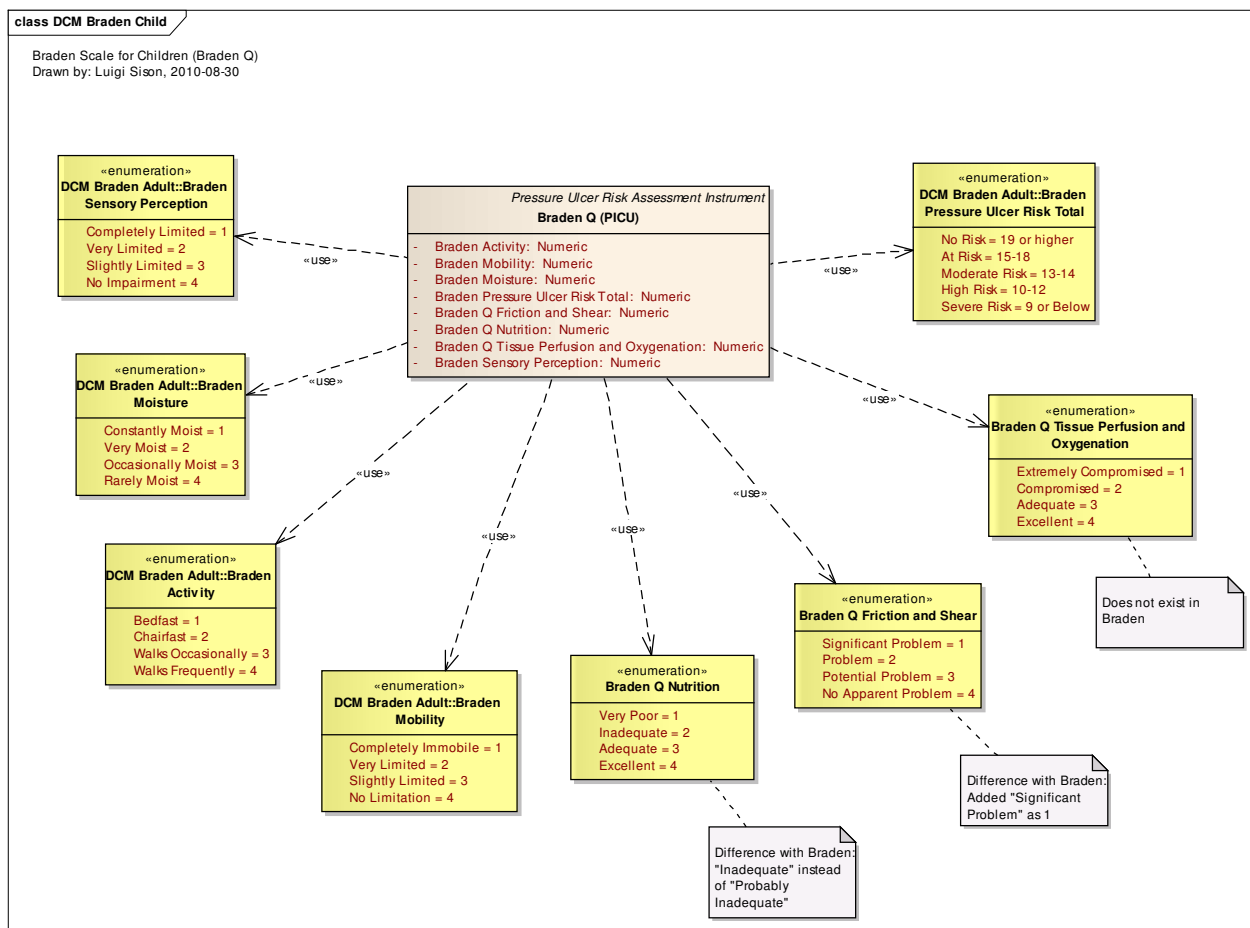 class DCM Braden Child
Braden Scale for Children (Braden Q)
Drawn by: Luigi Sison, 2010-08-30
«enumeration»
DCM Braden Adult::Braden
Sensory Perception
Completely Limited = 1
Very Limited = 2
Slightly Limited = 3
No Impairment = 4
Pressure Ulcer Risk Assessment Instrument
Braden Q (PICU)
- Braden Activity: Numeric
- Braden Mobility: Numeric
- Braden Moisture: Numeric
- Braden Pressure Ulcer Risk Total: Numeric
- Braden Q Friction and Shear: Numeric
- Braden Q Nutrition: Numeric
- Braden Q Tissue Perfusion and Oxygenation: Numeric
- Braden Sensory Perception: Numeric
«enumeration»
DCM Braden Adult::Braden
Pressure Ulcer Risk Total
No Risk = 19 or higher
At Risk = 15-18
Moderate Risk = 13-14
High Risk = 10-12
Severe Risk = 9 or Below
«use»
«use»
«use»
«use»
«use»
«use»
«use»
«use»
«enumeration»
DCM Braden Adult::Braden
Moisture
Constantly Moist = 1
Very Moist = 2
Occasionally Moist = 3
Rarely Moist = 4
«enumeration»
Braden Q Tissue Perfusion and
Oxygenation
Extremely Compromised = 1
Compromised = 2
Adequate = 3
Excellent = 4
«enumeration»
DCM Braden Adult::Braden
Activity
Bedfast = 1
Chairfast = 2
Walks Occasionally = 3
Walks Frequently = 4
Does not exist in
Braden
«enumeration»
Braden Q Friction and Shear
Significant Problem = 1
Problem = 2
Potential Problem = 3
No Apparent Problem = 4
«enumeration»
DCM Braden Adult::Braden
Mobility
Completely Immobile = 1
Very Limited = 2
Slightly Limited = 3
No Limitation = 4
«enumeration»
Braden Q Nutrition
Very Poor = 1
Inadequate = 2
Adequate = 3
Excellent = 4
Difference with Braden:
Added "Significant
Problem" as 1
Difference with Braden:
"Inadequate" instead
of "Probably
Inadequate"